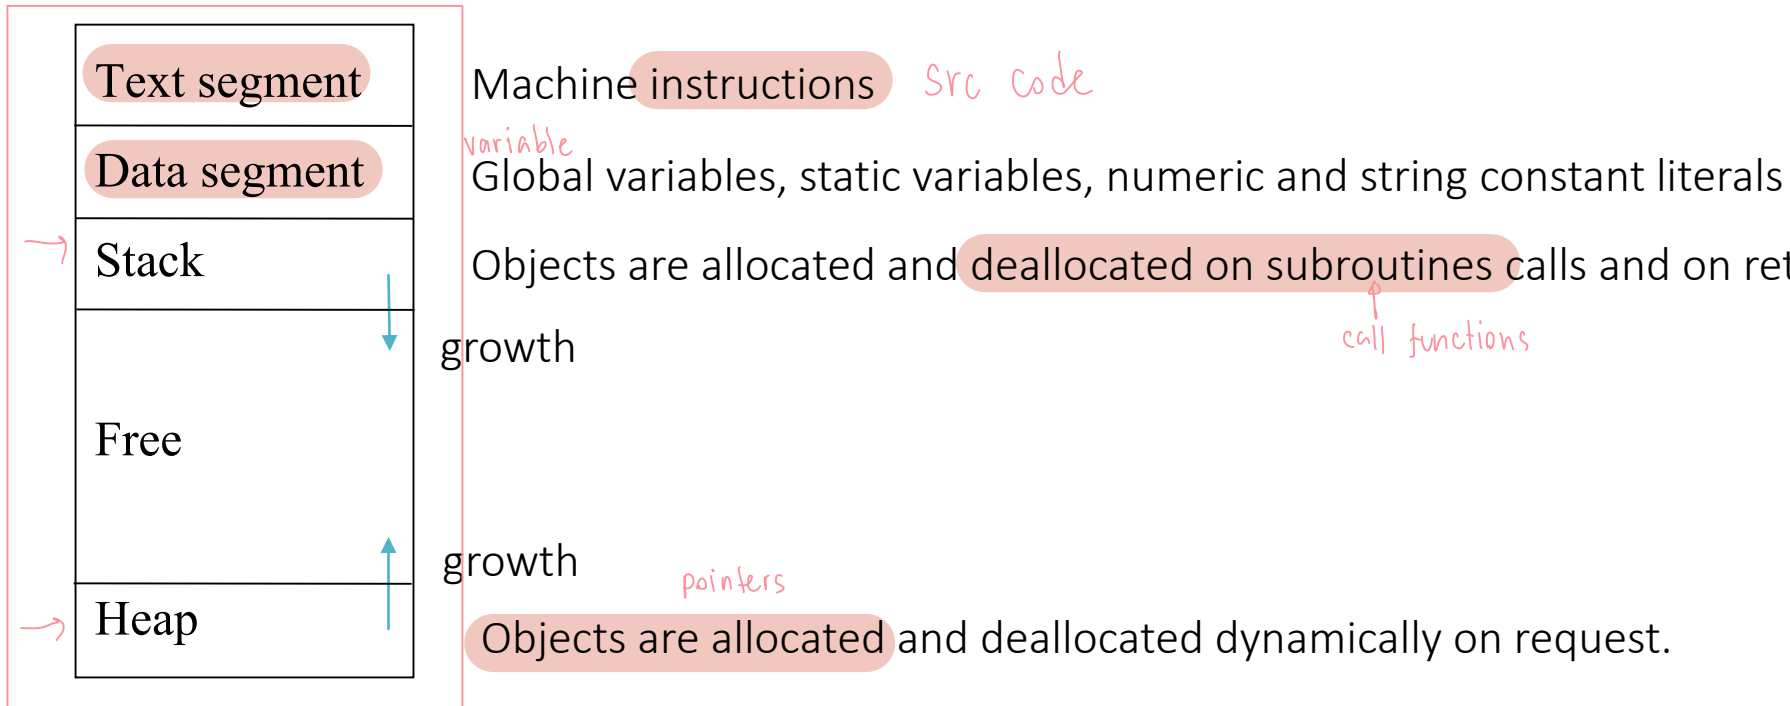 Text segment Machine instructions Src code
variable
Data segment Global variables, static variables, numeric and string constant literals
Stack Objects are allocated and deallocated on subroutines calls and on ret
call functions
growth
Free
growth
pointers
Heap Objects are allocated and deallocated dynamically on request.